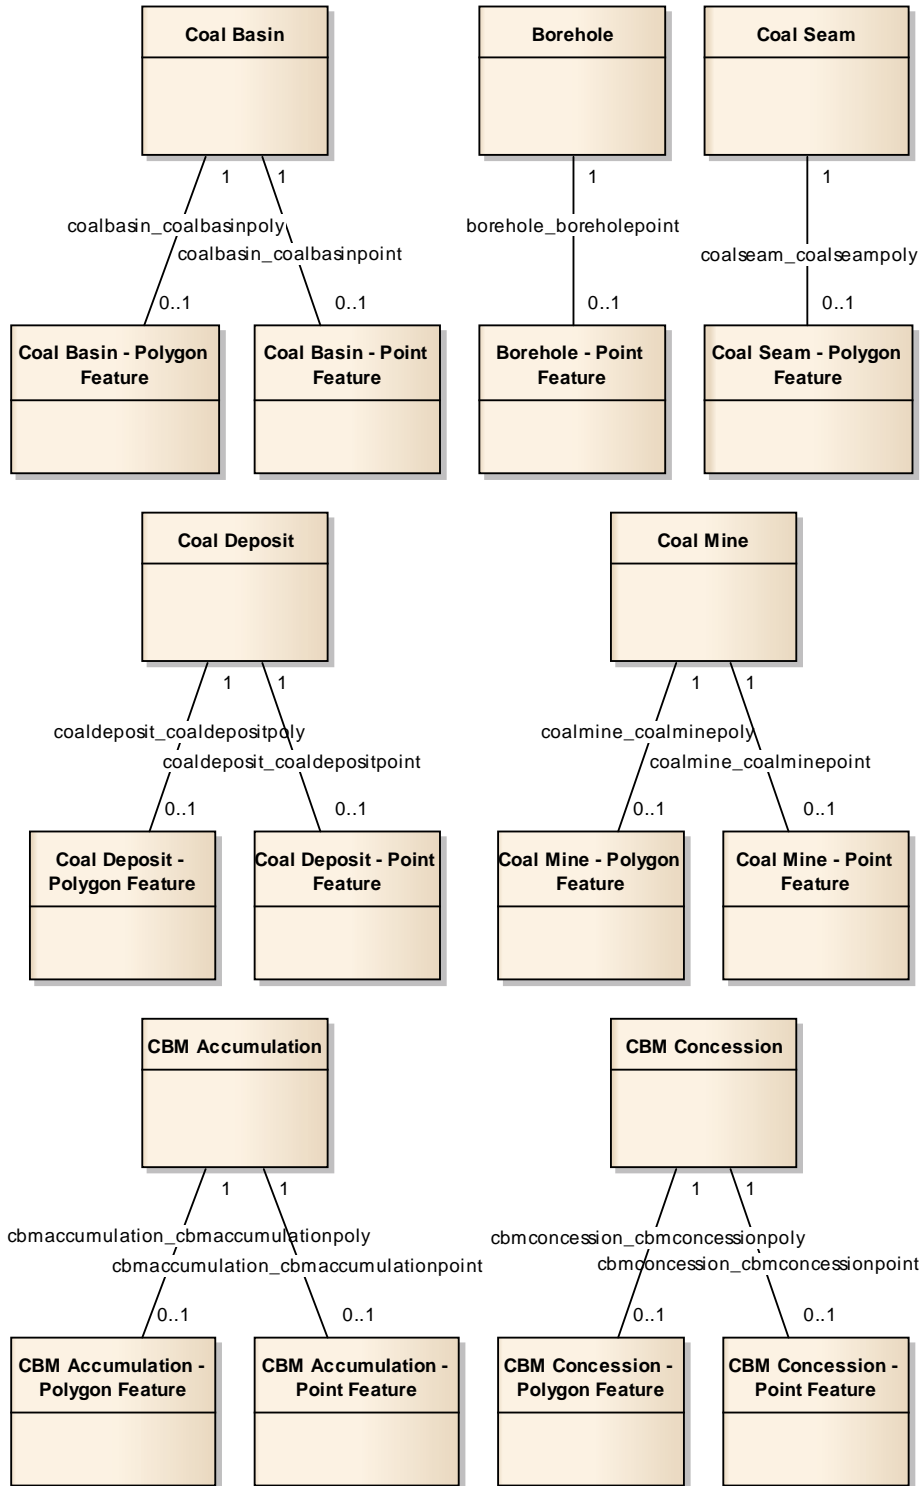 Coal Basin
Borehole
Coal Seam
1
1
1
1
coalbasin_coalbasinpoly
borehole_boreholepoint
coalbasin_coalbasinpoint
coalseam_coalseampoly
0..1
0..1
0..1
0..1
Coal Basin - Polygon
Feature
Coal Basin - Point
Feature
Borehole - Point
Feature
Coal Seam - Polygon
Feature
Coal Deposit
Coal Mine
1
1
1
1
coaldeposit_coaldepositpoly
coalmine_coalminepoly
coaldeposit_coaldepositpoint
coalmine_coalminepoint
0..1
0..1
0..1
0..1
Coal Deposit -
Polygon Feature
Coal Deposit - Point
Feature
Coal Mine - Polygon
Feature
Coal Mine - Point
Feature
CBM Accumulation
CBM Concession
1
1
1
1
cbmaccumulation_cbmaccumulationpoly
cbmconcession_cbmconcessionpoly
cbmaccumulation_cbmaccumulationpoint
cbmconcession_cbmconcessionpoint
0..1
0..1
0..1
0..1
CBM Accumulation -
Polygon Feature
CBM Accumulation -
Point Feature
CBM Concession -
Polygon Feature
CBM Concession -
Point Feature